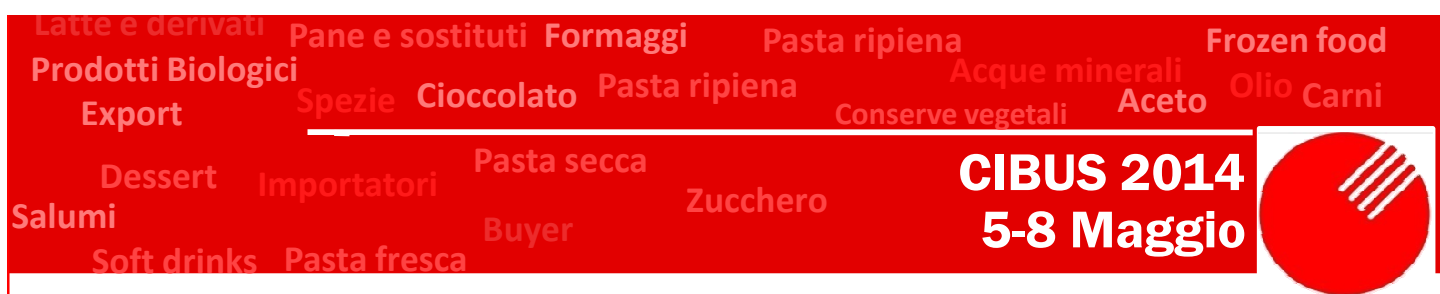 Latte e derivati
Pane e sostituti
Formaggi
Pasta ripiena
Frozen food
Prodotti Biologici
Spezie
Cioccolato
Pasta ripiena
Acque minerali
Olio
Carni
Export
Conserve vegetali
Aceto
Dessert
Importatori
Pasta secca
Zucchero
CIBUS 2014
Salumi
Buyer
5-8 Maggio
Soft drinks
Pasta fresca